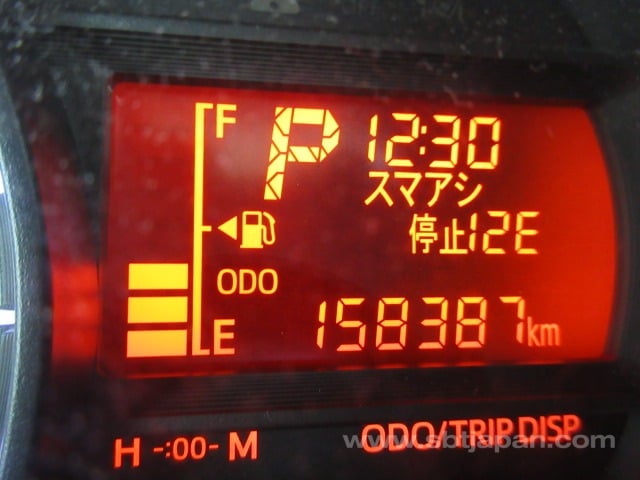 F
P 12:30
スマアシ
停止12E
ODO
E 158387km
H -:00- M
ODO/TRIP DISP
www.sbtjapan.com